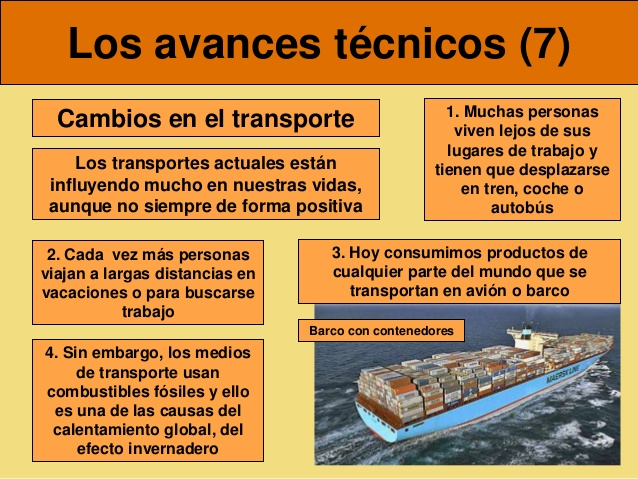 Los avances técnicos (7)
Cambios en el transporte
Los transportes actuales están
influyendo mucho en nuestras vidas,
aunque no siempre de forma positiva
1. Muchas personas
viven lejos de sus
lugares de trabajo y
tienen que desplazarse
en tren, coche o
autobús
2. Cada vez más personas
viajan a largas distancias en
vacaciones o para buscarse
trabajo
3. Hoy consumimos productos de
cualquier parte del mundo que se
transportan en avión o barco
Barco con contenedores
4. Sin embargo, los medios
de transporte usan
combustibles fósiles y ello
es una de las causas del
calentamiento global, del
efecto invernadero
MAERSK LINE